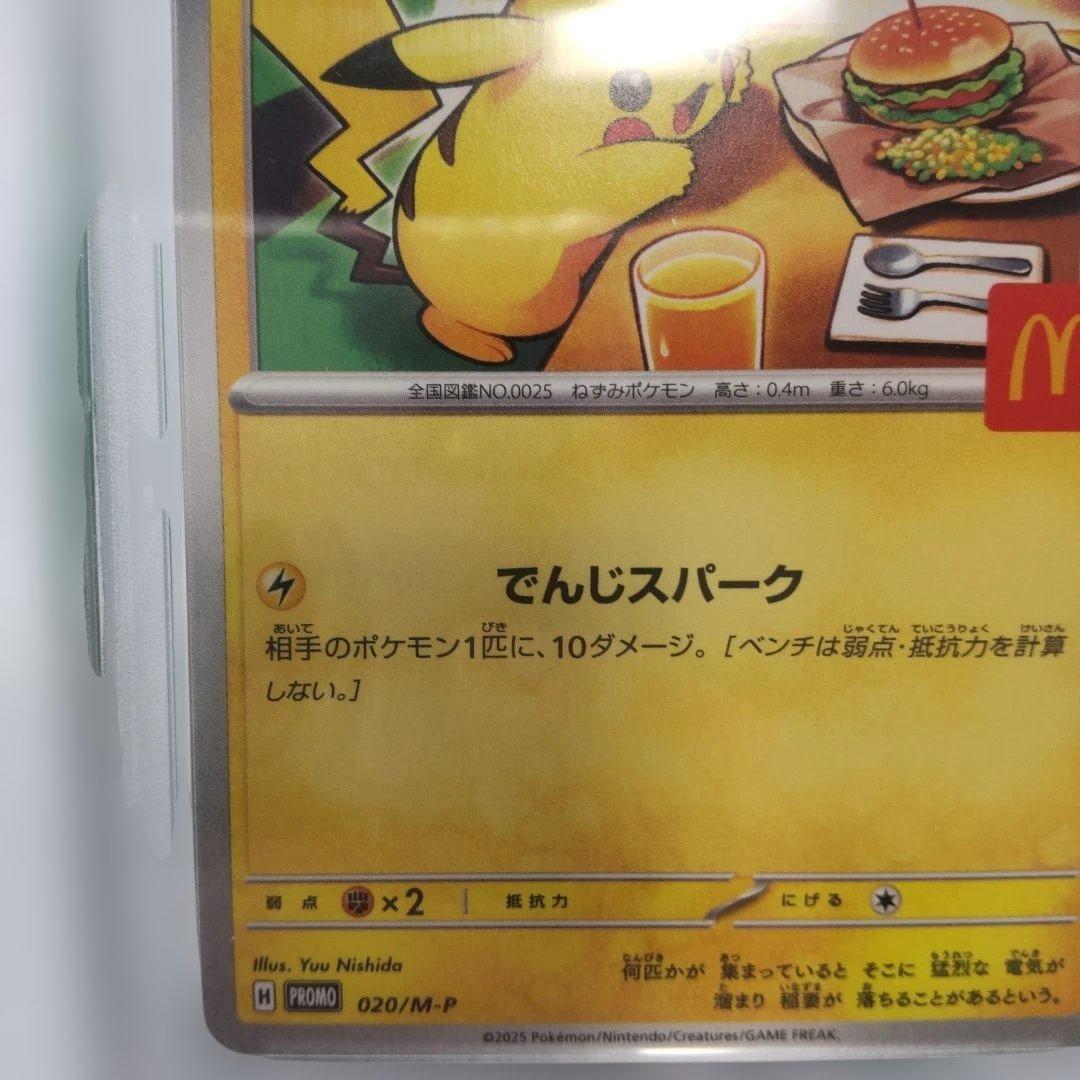 全国図鑑NO.0025 ねずみポケモン 高さ:0.4m 重さ:6.0kg
でんじスパーク
相手のポケモン1匹に、10ダメージ。[ベンチは弱点・抵抗力を計算
しない。]
弱点 ×2 抵抗力 にげる
Illus. Yuu Nishida
H PROMO 020/M-P
何匹かが 集まっていると そこに 猛烈な 電気が
溜まり 稲妻が 落ちることがあるという。
©2025 Pokémon/Nintendo/Creatures/GAME FREAK.